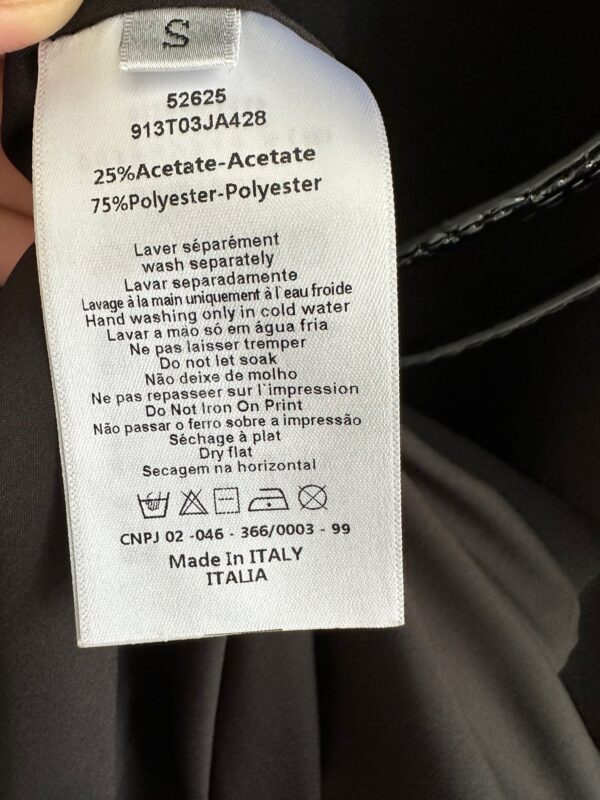 S
52625
913T03JA428
25%Acetate-Acetate
75%Polyester-Polyester
Laver séparément
wash separately
Lavar separadamente
Lavage à la main uniquement à l`eau froide
Hand washing only in cold water
Lavar a mão só em água fria
Ne pas laisser tremper
Do not let soak
Não deixe de molho
Ne pas repasseer sur l`impression
Do Not Iron On Print
Não passar o ferro sobre a impressão
Séchage à plat
Dry flat
Secagem na horizontal
CNPJ 02 -046 - 366/0003 - 99
Made In ITALY
ITALIA